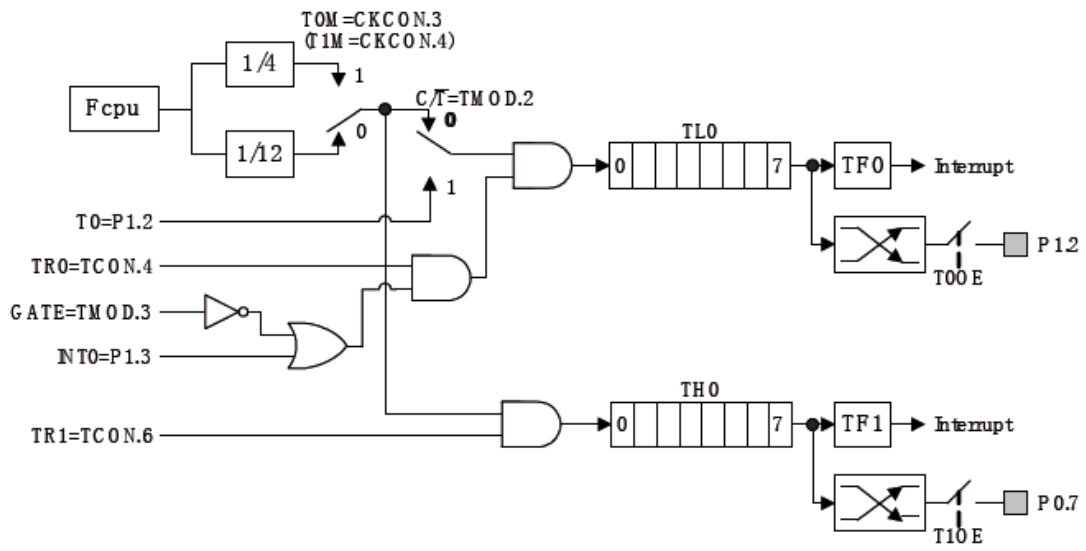 T0M=CKCON.3
(T1M=CKCON.4)
1/4
1
Fcpu
C/T=TMOD.2
0
0
1/12
TL0
0 7
TF0
Interrupt
1
T0=P1.2
P1.2
TR0=TCON.4
T0OE
GATE=TMOD.3
INT0=P1.3
TH0
0 7
TF1
Interrupt
TR1=TCON.6
P0.7
T1OE